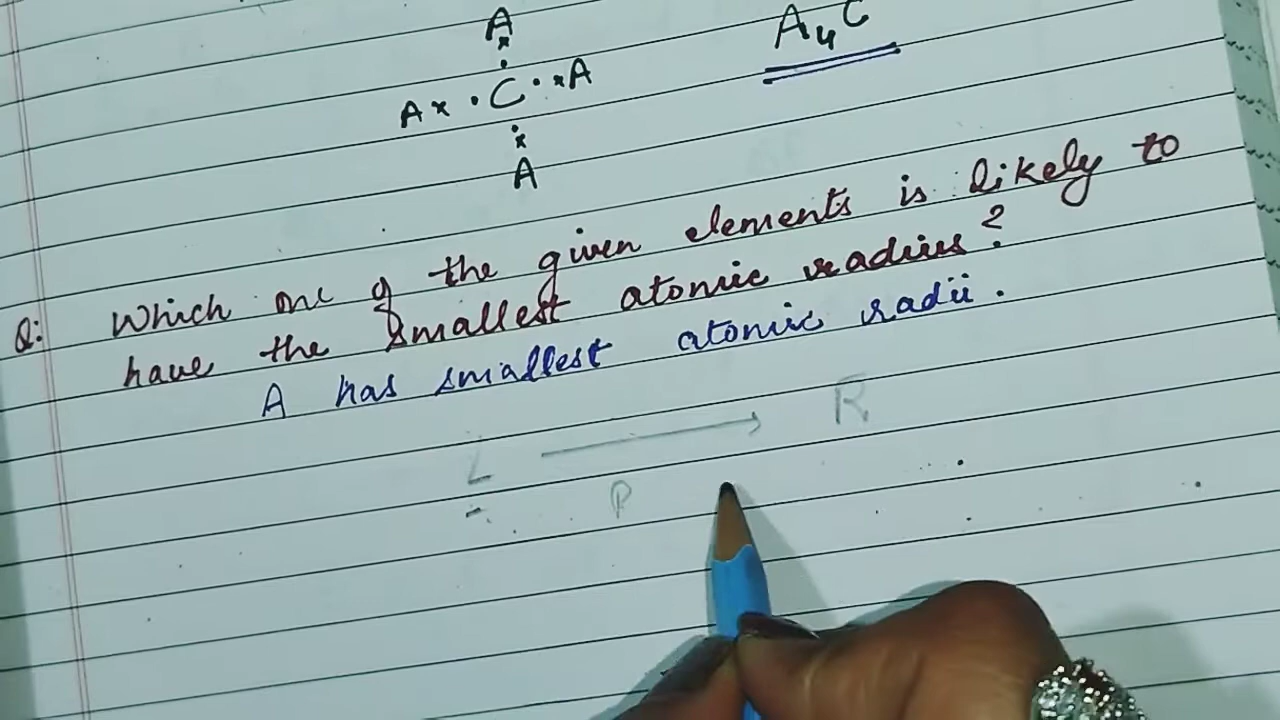 A
A₄C
A× ·C· ×A
A
Q: Which one of the given elements is likely to
have the smallest atomic radius?
A has smallest atomic radii.
L → R
P